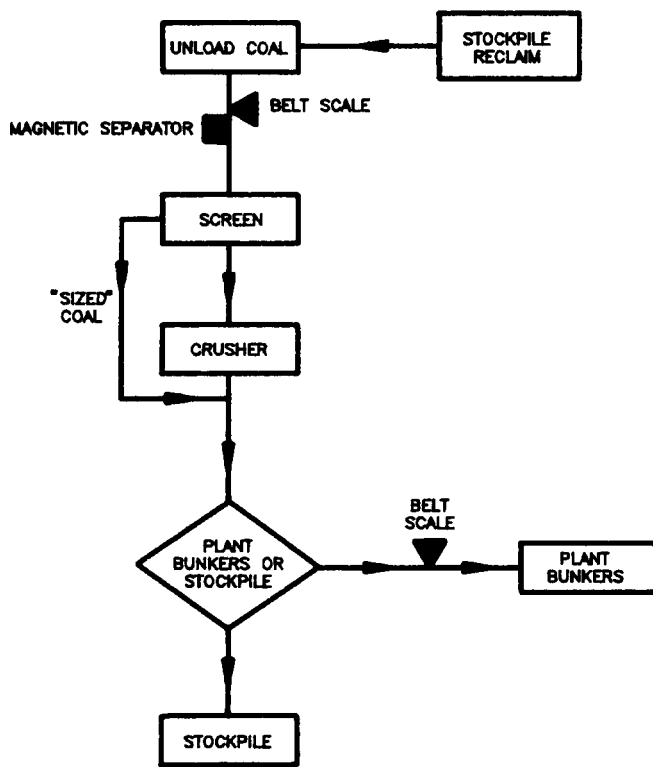 UNLOAD COAL
STOCKPILE
RECLAIM
BELT SCALE
MAGNETIC SEPARATOR
SCREEN
"SIZED"
COAL
CRUSHER
PLANT
BUNKERS OR
STOCKPILE
BELT
SCALE
PLANT
BUNKERS
STOCKPILE